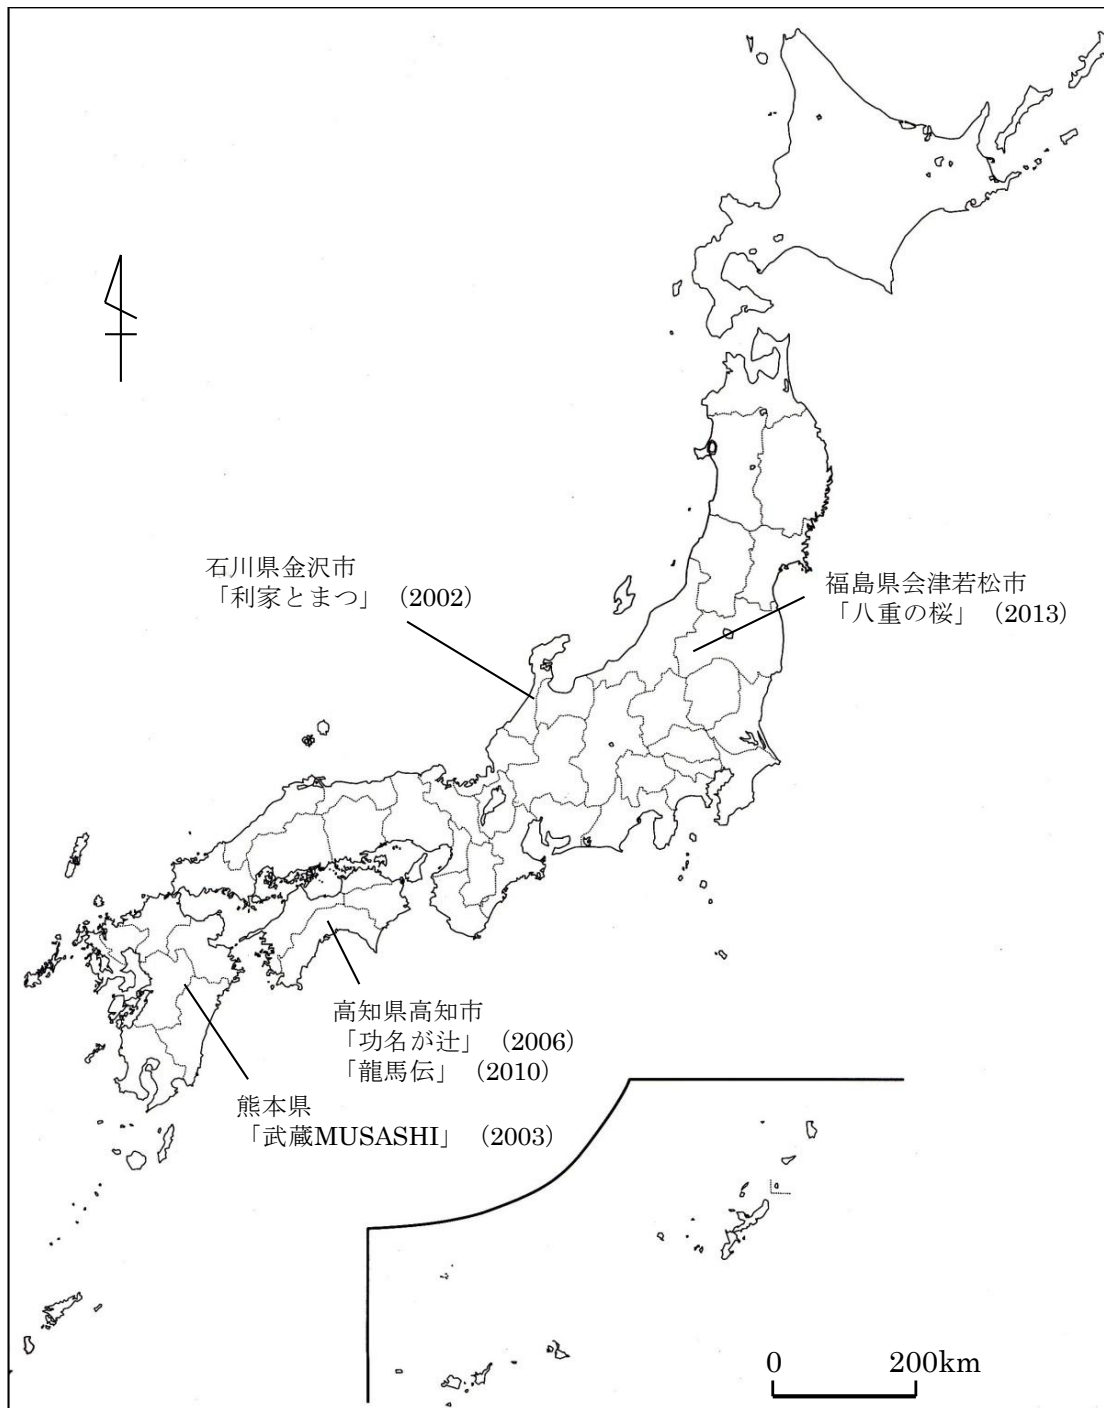 石川県金沢市
「利家とまつ」（2002）
福島県会津若松市
「八重の桜」（2013）
高知県高知市
「功名が辻」（2006）
「龍馬伝」（2010）
熊本県
「武蔵MUSASHI」（2003）
0 200km